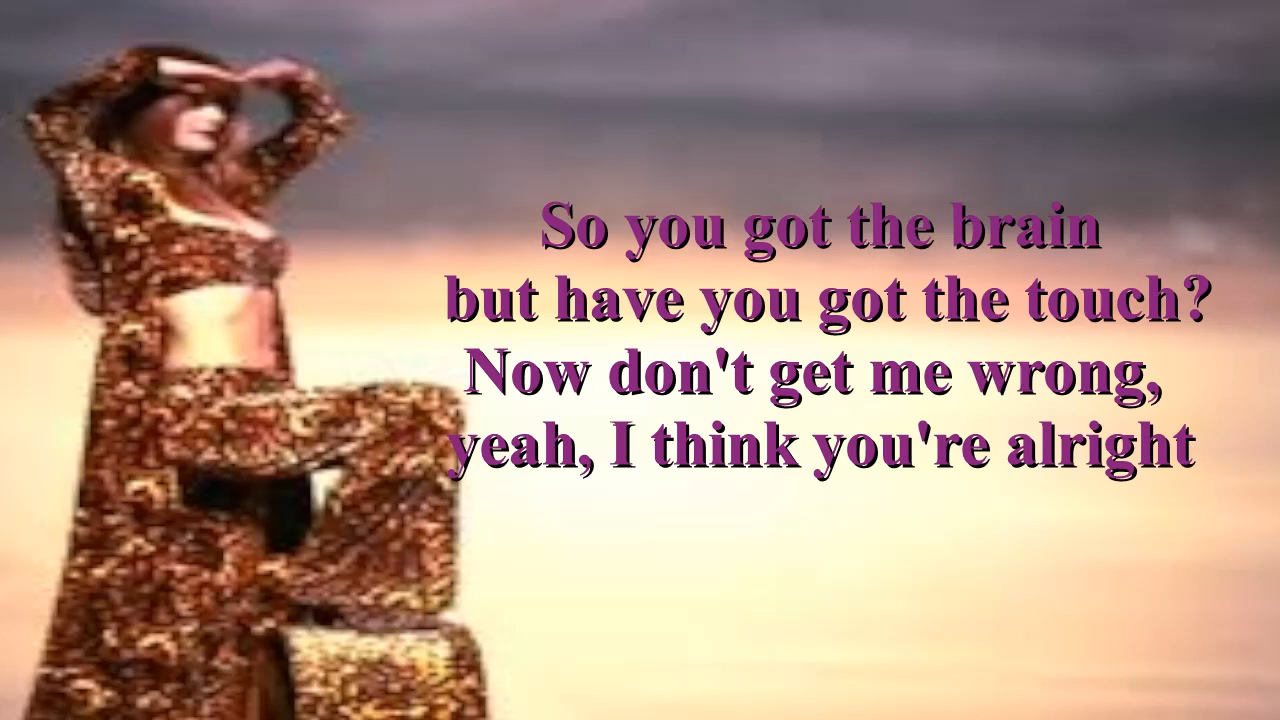 So you got the brain
but have you got the touch?
Now don't get me wrong,
yeah, I think you're alright